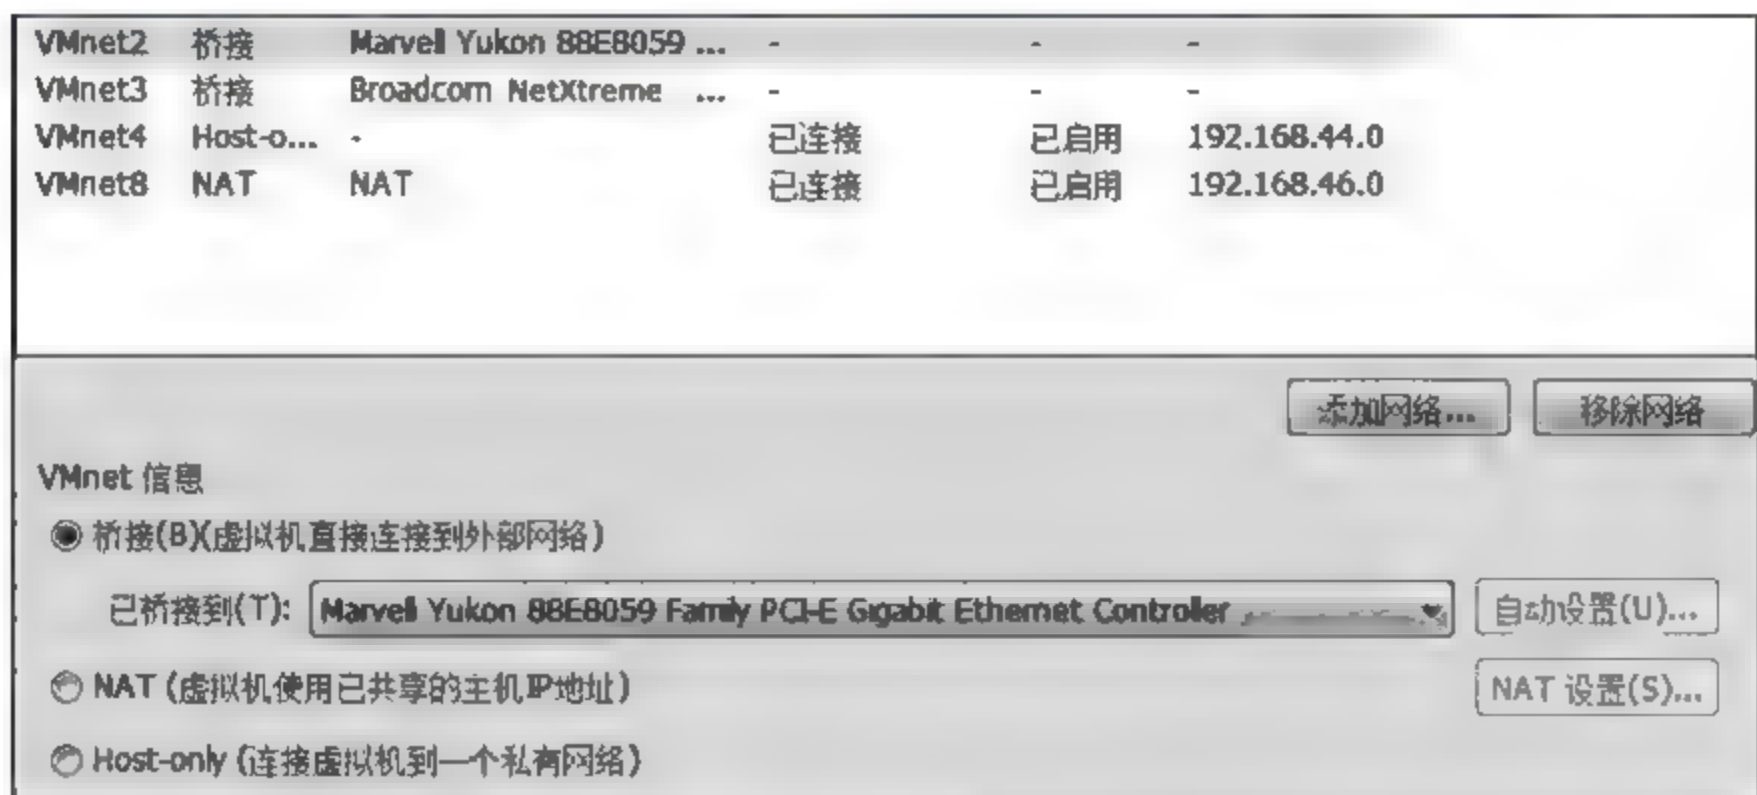 VMnet2 桥接 Marvell Yukon 88E8059 ... - - -
VMnet3 桥接 Broadcom NetXtreme ... - - -
VMnet4 Host-o... - 已连接 已启用 192.168.44.0
VMnet8 NAT NAT 已连接 已启用 192.168.46.0
添加网络... 移除网络
VMnet 信息
桥接(B)(虚拟机直接连接到外部网络)
已桥接到(T): Marvell Yukon 88E8059 Family PCI-E Gigabit Ethernet Controller 自动设置(U)...
NAT (虚拟机使用已共享的主机IP地址) NAT 设置(S)...
Host-only (连接虚拟机到一个私有网络)